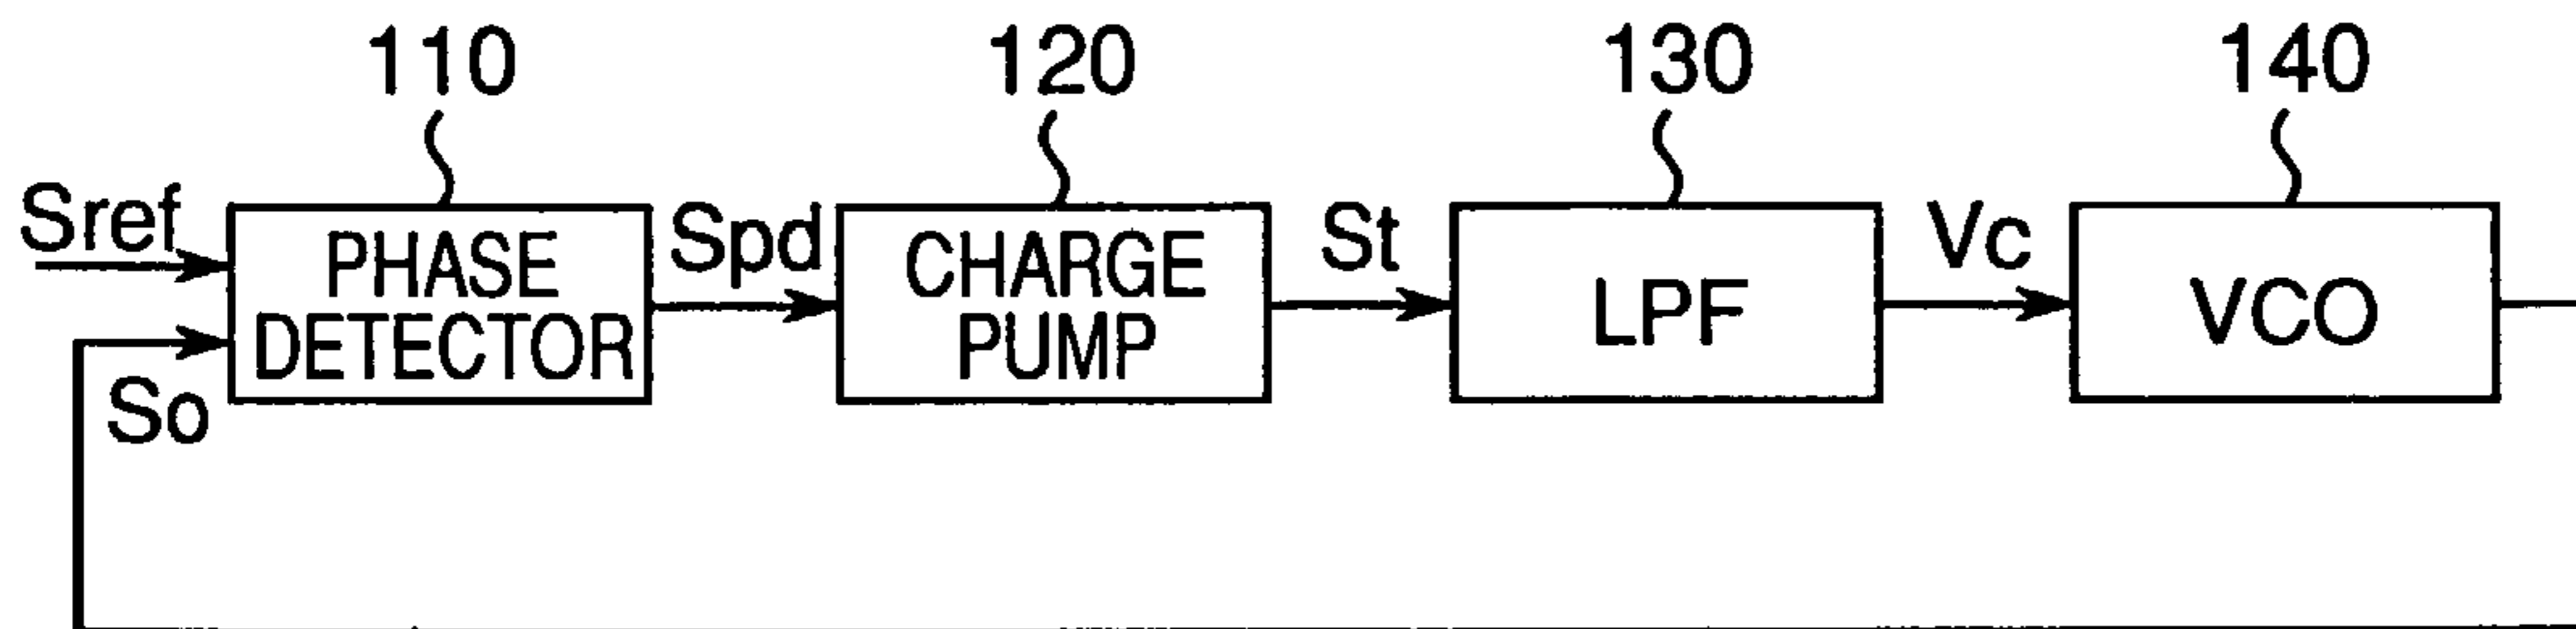 110
120
130
140
Sref
PHASE
DETECTOR
Spd
CHARGE
PUMP
St
LPF
Vc
VCO
So